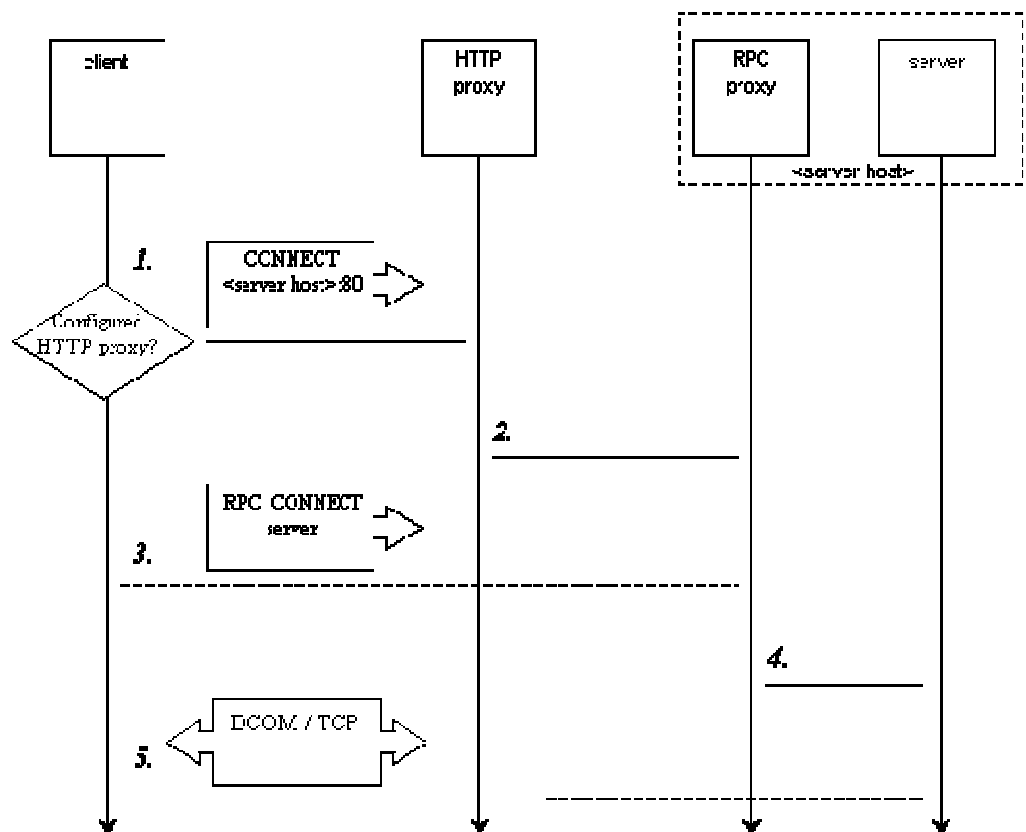 client
HTTP
proxy
RPC
proxy
server
<server host>
1.
CONNECT
<server host>:80
Configured
HTTP proxy?
2.
RPC CONNECT
server
3.
4.
DCOM / TCP
5.